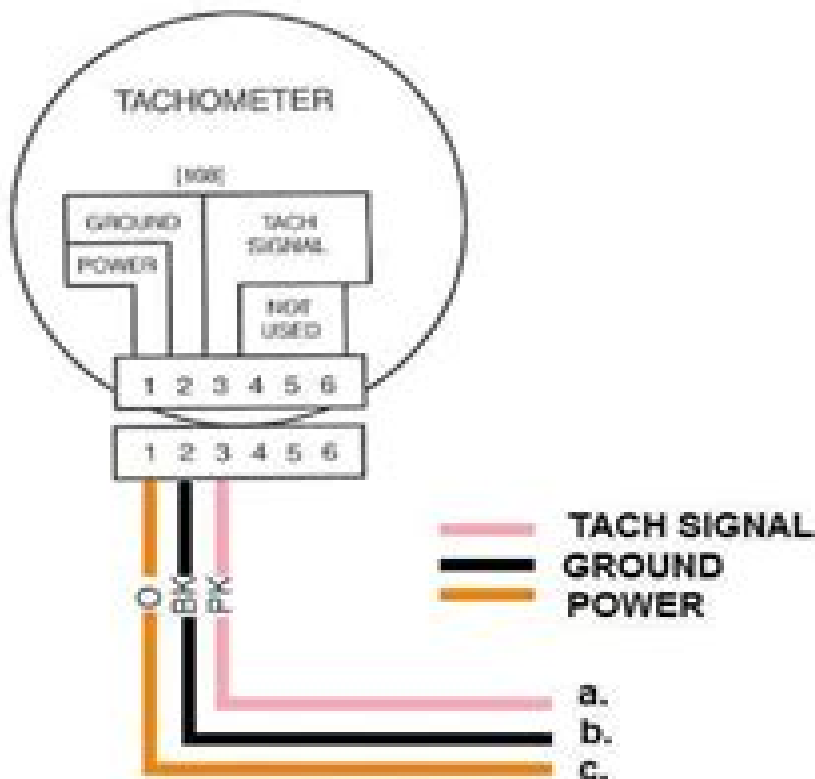 TACHOMETER
GROUND
TACH
SIGNAL
POWER
NOT
USED
1 2 3 4 5 6
1 2 3 4 5 6
O BK PK
TACH SIGNAL
GROUND
POWER
a.
b.
c.